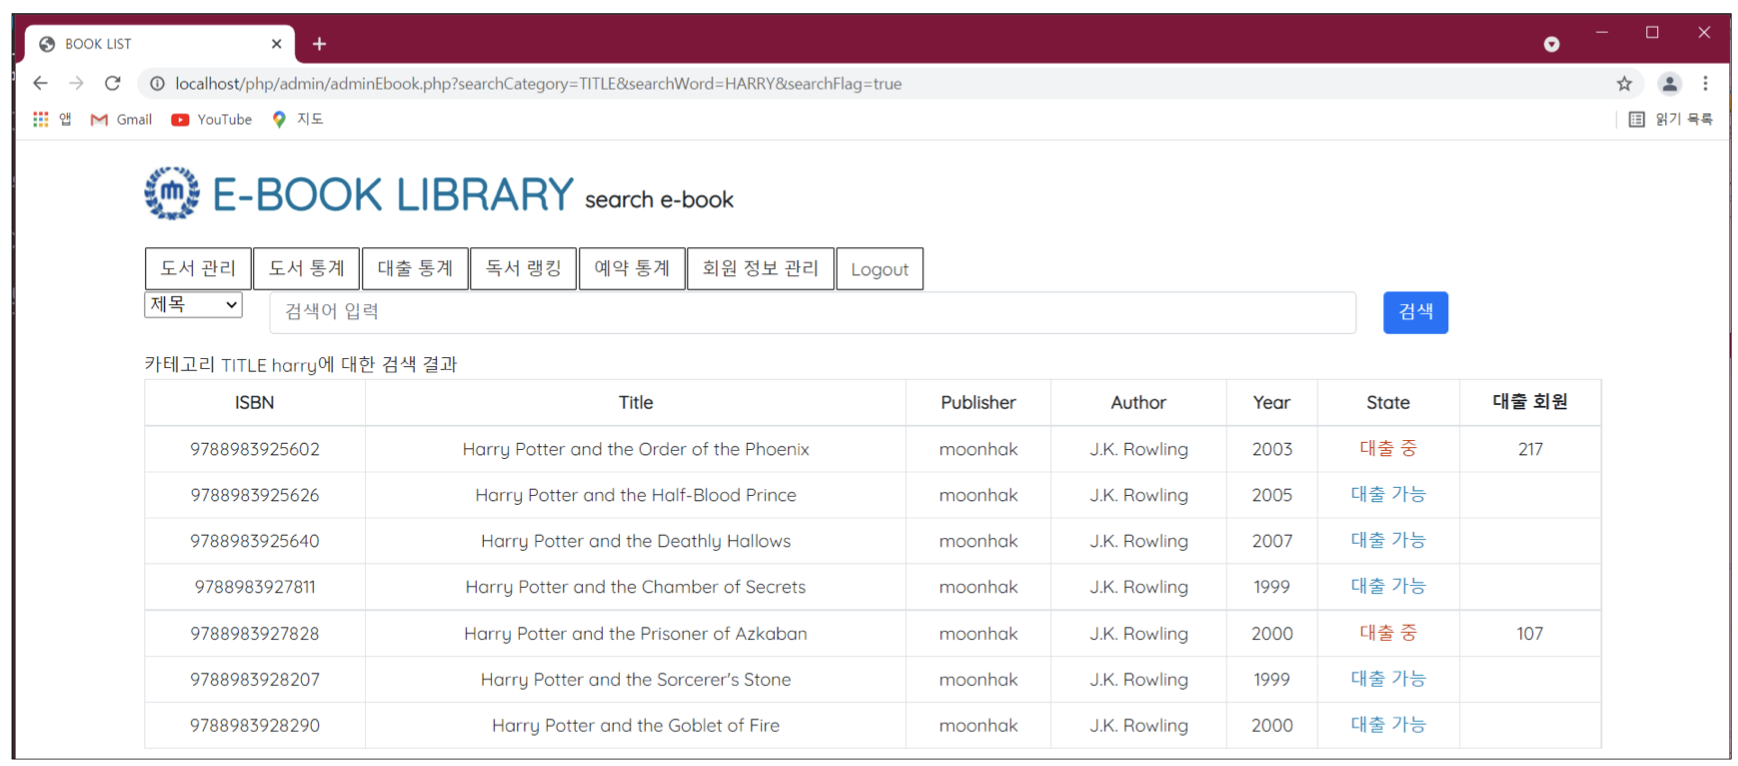 BOOK LIST
localhost/php/admin/adminEbook.php?searchCategory=TITLE&searchWord=HARRY&searchFlag=true
앱 Gmail YouTube 지도 읽기 목록
E-BOOK LIBRARY search e-book
도서 관리 도서 통계 대출 통계 독서 랭킹 예약 통계 회원 정보 관리 Logout
제목 검색어 입력 검색
카테고리 TITLE harry에 대한 검색 결과
ISBN Title Publisher Author Year State 대출 회원
9788983925602 Harry Potter and the Order of the Phoenix moonhak J.K. Rowling 2003 대출 중 217
9788983925626 Harry Potter and the Half-Blood Prince moonhak J.K. Rowling 2005 대출 가능
9788983925640 Harry Potter and the Deathly Hallows moonhak J.K. Rowling 2007 대출 가능
9788983927811 Harry Potter and the Chamber of Secrets moonhak J.K. Rowling 1999 대출 가능
9788983927828 Harry Potter and the Prisoner of Azkaban moonhak J.K. Rowling 2000 대출 중 107
9788983928207 Harry Potter and the Sorcerer's Stone moonhak J.K. Rowling 1999 대출 가능
9788983928290 Harry Potter and the Goblet of Fire moonhak J.K. Rowling 2000 대출 가능